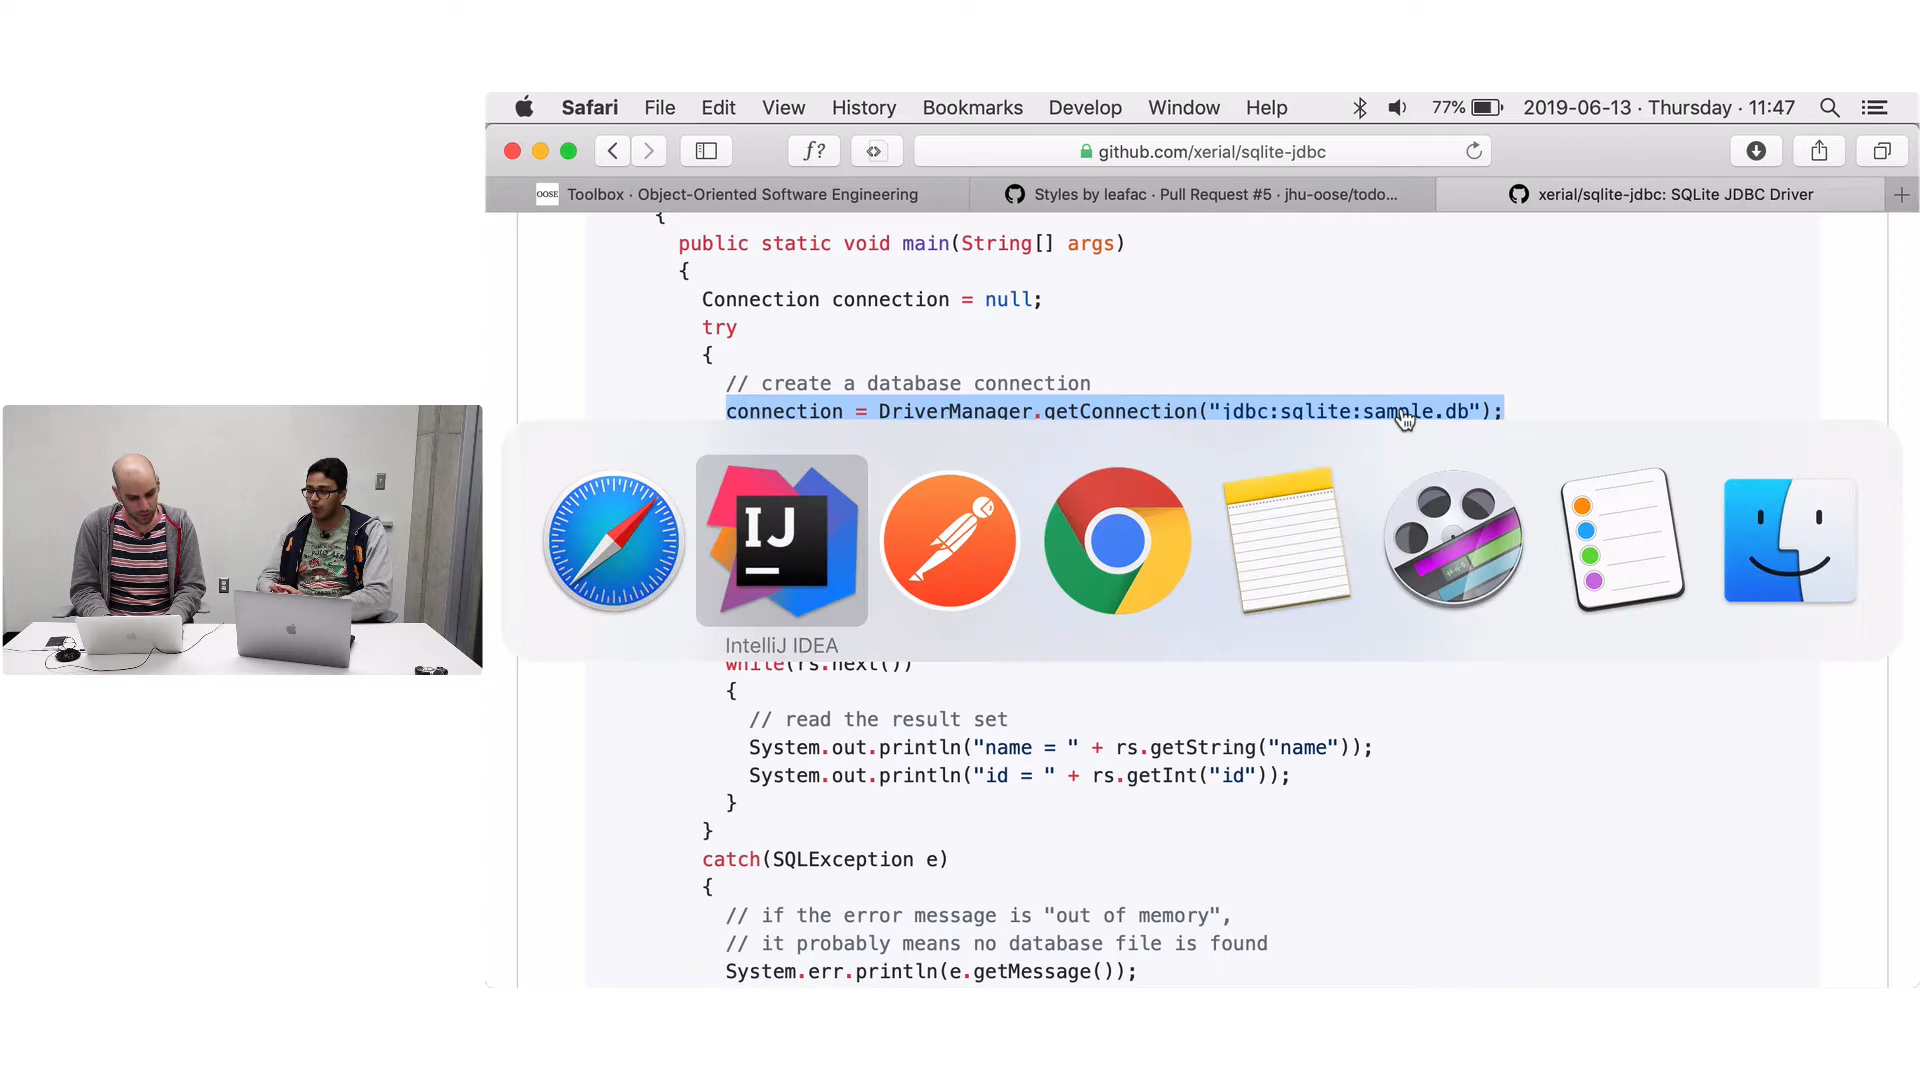 Safari File Edit View History Bookmarks Develop Window Help 77% 2019-06-13 · Thursday · 11:47
f? github.com/xerial/sqlite-jdbc
OOSE Toolbox · Object-Oriented Software Engineering Styles by leafac · Pull Request #5 · jhu-oose/todo... xerial/sqlite-jdbc: SQLite JDBC Driver
{
public static void main(String[] args)
{
Connection connection = null;
try
{
// create a database connection
connection = DriverManager.getConnection("jdbc:sqlite:sample.db");
IJ
IntelliJ IDEA
while(rs.next())
{
// read the result set
System.out.println("name = " + rs.getString("name"));
System.out.println("id = " + rs.getInt("id"));
}
}
catch(SQLException e)
{
// if the error message is "out of memory",
// it probably means no database file is found
System.err.println(e.getMessage());